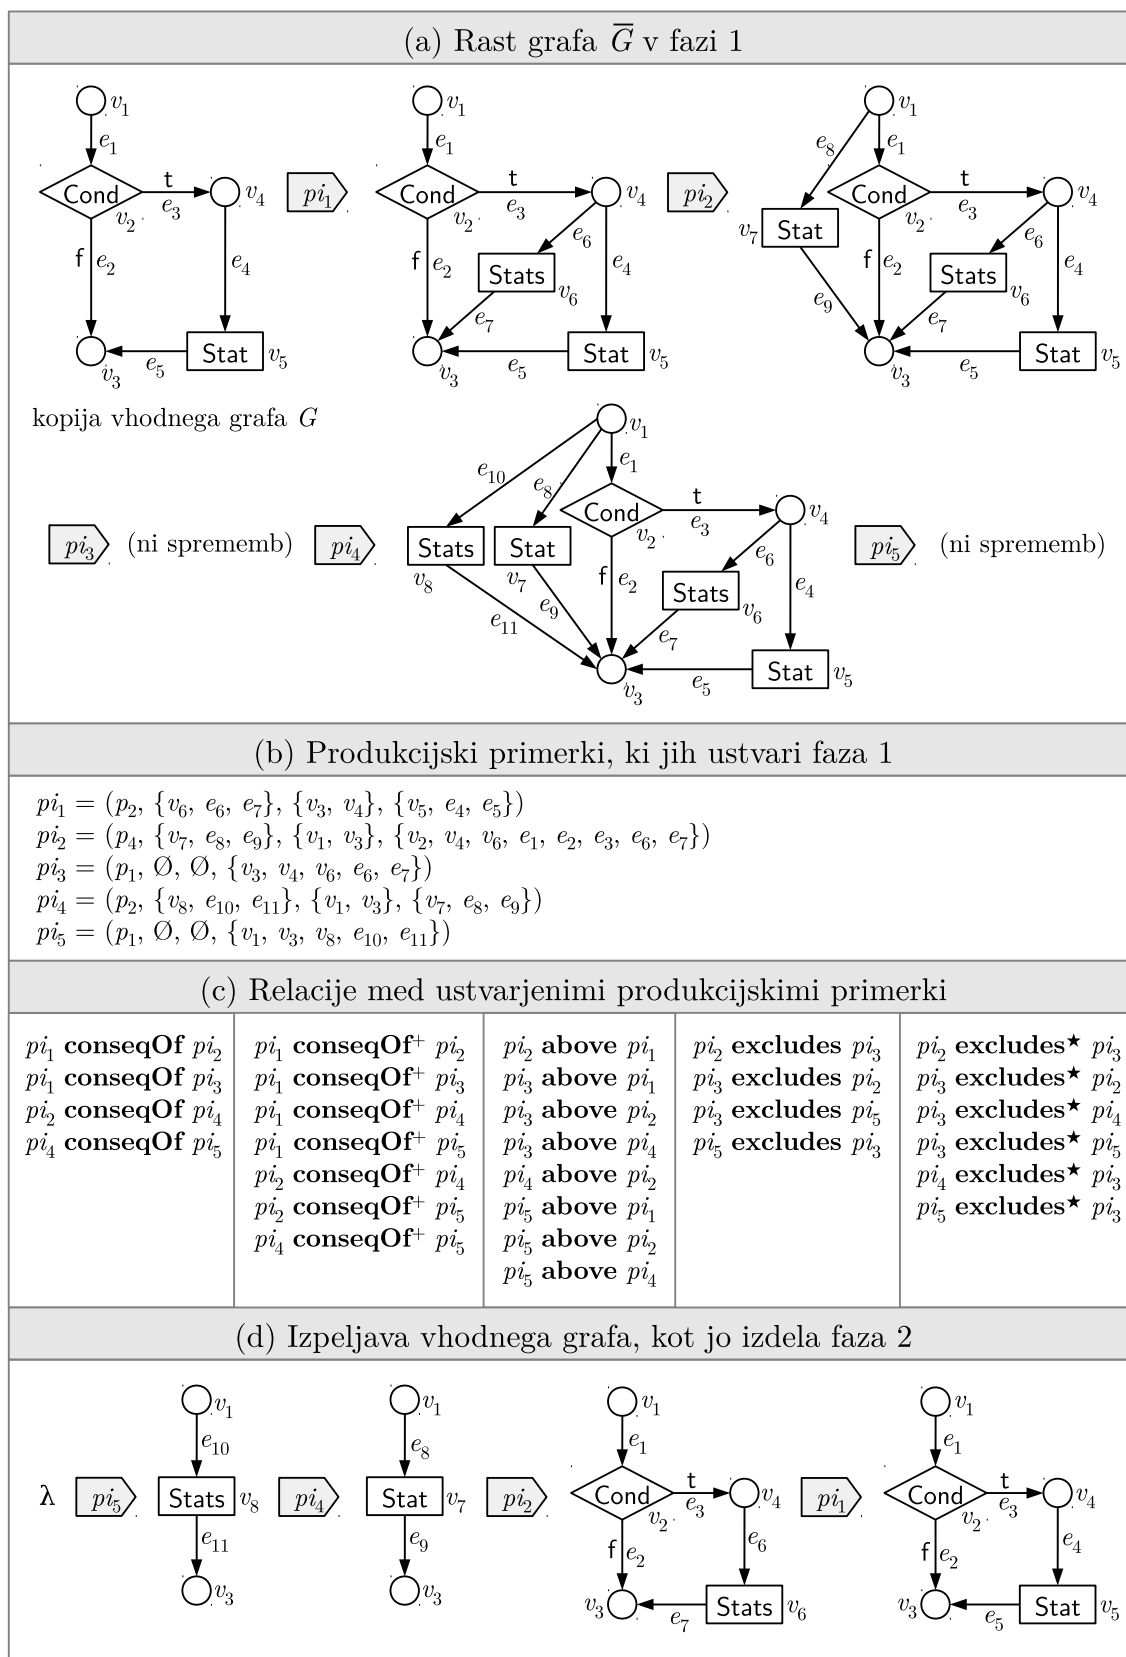 (a) Rast grafa G̅ v fazi 1
v₁ v₁ v₁
e₁ e₁ e₈ e₁
Cond t v₄ pi₁ Cond t v₄ pi₂ Cond t v₄
v₂ e₃ v₂ e₃ v₂ e₃
v₇ Stat
f e₂ e₄ f e₂ e₆ e₄ f e₂ e₆ e₄
Stats v₆ Stats v₆
e₇ e₉ e₇
v₃ e₅ Stat v₅ v₃ e₅ Stat v₅ v₃ e₅ Stat v₅
kopija vhodnega grafa G
v₁
e₁₀ e₈ e₁
Cond t v₄
v₂ e₃
pi₃ (ni sprememb) pi₄ Stats Stat pi₅ (ni sprememb)
v₈ v₇ f e₂ e₆ e₄
Stats v₆
e₁₁ e₉ e₇
v₃ e₅ Stat v₅
(b) Produkcijski primerki, ki jih ustvari faza 1
pi₁ = (p₂, {v₆, e₆, e₇}, {v₃, v₄}, {v₅, e₄, e₅})
pi₂ = (p₄, {v₇, e₈, e₉}, {v₁, v₃}, {v₂, v₄, v₆, e₁, e₂, e₃, e₆, e₇})
pi₃ = (p₁, Ø, Ø, {v₃, v₄, v₆, e₆, e₇})
pi₄ = (p₂, {v₈, e₁₀, e₁₁}, {v₁, v₃}, {v₇, e₈, e₉})
pi₅ = (p₁, Ø, Ø, {v₁, v₃, v₈, e₁₀, e₁₁})
(c) Relacije med ustvarjenimi produkcijskimi primerki
pi₁ conseqOf pi₂
pi₁ conseqOf pi₃
pi₂ conseqOf pi₄
pi₄ conseqOf pi₅
pi₁ conseqOf⁺ pi₂
pi₁ conseqOf⁺ pi₃
pi₁ conseqOf⁺ pi₄
pi₁ conseqOf⁺ pi₅
pi₂ conseqOf⁺ pi₄
pi₂ conseqOf⁺ pi₅
pi₄ conseqOf⁺ pi₅
pi₂ above pi₁
pi₃ above pi₁
pi₃ above pi₂
pi₃ above pi₄
pi₄ above pi₂
pi₅ above pi₁
pi₅ above pi₂
pi₅ above pi₄
pi₂ excludes pi₃
pi₃ excludes pi₂
pi₃ excludes pi₅
pi₅ excludes pi₃
pi₂ excludes★ pi₃
pi₃ excludes★ pi₂
pi₃ excludes★ pi₄
pi₃ excludes★ pi₅
pi₄ excludes★ pi₃
pi₅ excludes★ pi₃
(d) Izpeljava vhodnega grafa, kot jo izdela faza 2
v₁ v₁ v₁ v₁
e₁₀ e₈ e₁ e₁
λ pi₅ Stats v₈ pi₄ Stat v₇ pi₂ Cond t v₄ pi₁ Cond t v₄
v₂ e₃ v₂ e₃
e₁₁ e₉ f e₂ e₆ f e₂ e₄
v₃ v₃ v₃ e₇ Stats v₆ v₃ e₅ Stat v₅